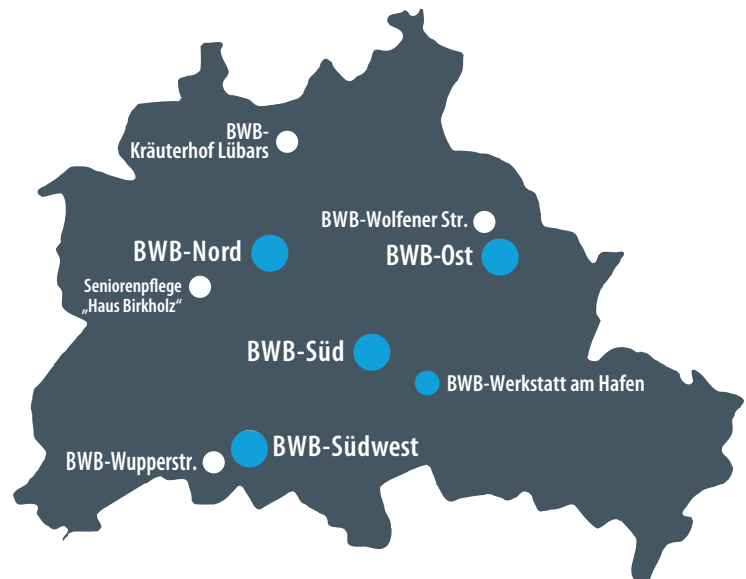 BWB-
Kräuterhof Lübars
BWB-Wolfener Str.
BWB-Nord
BWB-Ost
Seniorenpflege
„Haus Birkholz“
BWB-Süd
BWB-Werkstatt am Hafen
BWB-Südwest
BWB-Wupperstr.